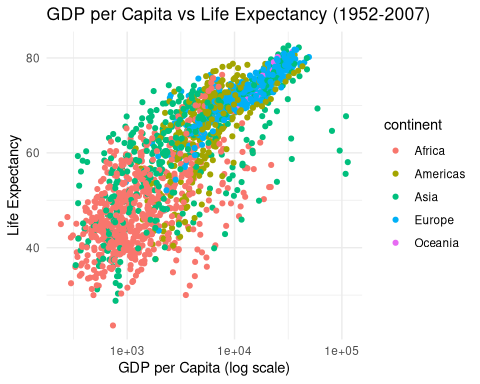 GDP per Capita vs Life Expectancy (1952-2007)
Life Expectancy
80
60
40
1e+03
1e+04
1e+05
GDP per Capita (log scale)
continent
Africa
Americas
Asia
Europe
Oceania